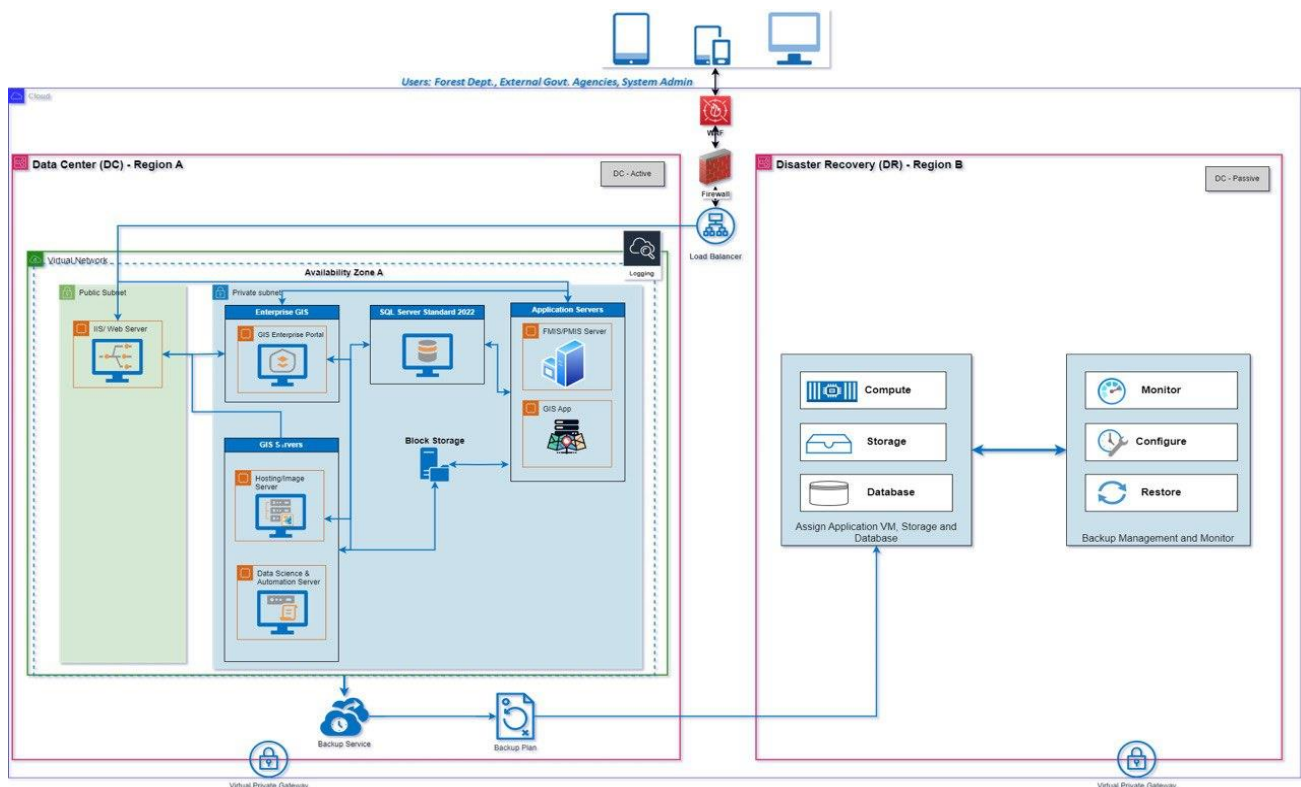 Users: Forest Dept., External Govt. Agencies, System Admin
Cloud
WAF
Data Center (DC) - Region A
DC - Active
Firewall
Disaster Recovery (DR) - Region B
DC - Passive
Load Balancer
Virtual Network
Logging
Availability Zone A
Public Subnet
Private subnet
Enterprise GIS
SQL Server Standard 2022
Application Servers
IIS/ Web Server
GIS Enterprise Portal
FMIS/PMIS Server
GIS App
GIS Servers
Block Storage
Hosting/Image
Server
Data Science &
Automation Server
Compute
Storage
Database
Assign Application VM, Storage and
Database
Monitor
Configure
Restore
Backup Management and Monitor
Backup Service
Backup Plan
Virtual Private Gateway
Virtual Private Gateway